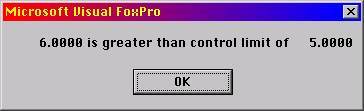 Microsoft Visual FoxPro
6.0000 is greater than control limit of 5.0000
OK